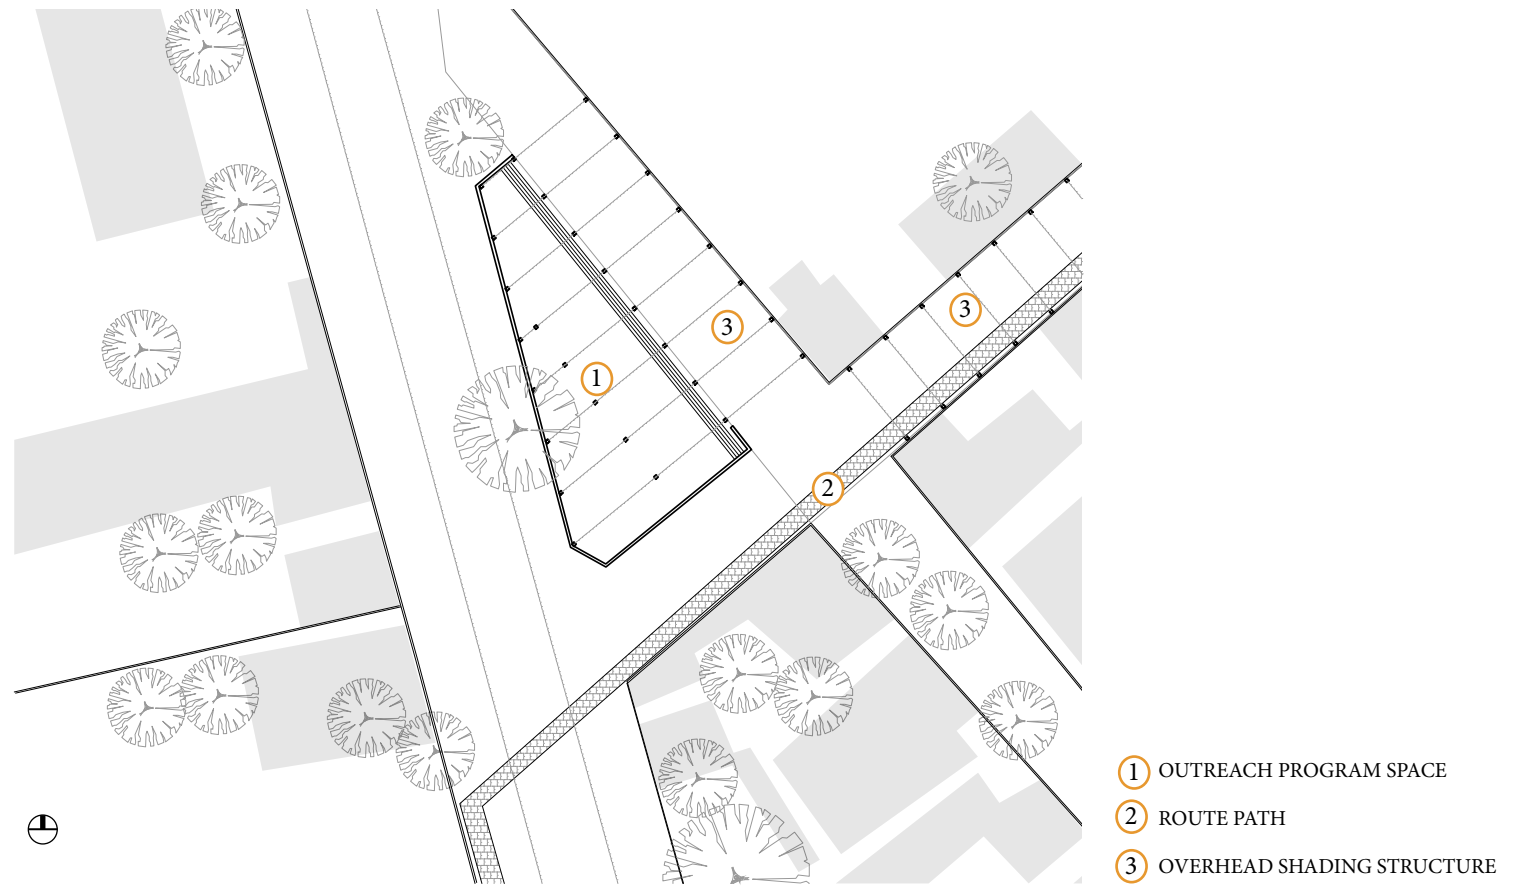 3
3
1
2
1 OUTREACH PROGRAM SPACE
2 ROUTE PATH
3 OVERHEAD SHADING STRUCTURE